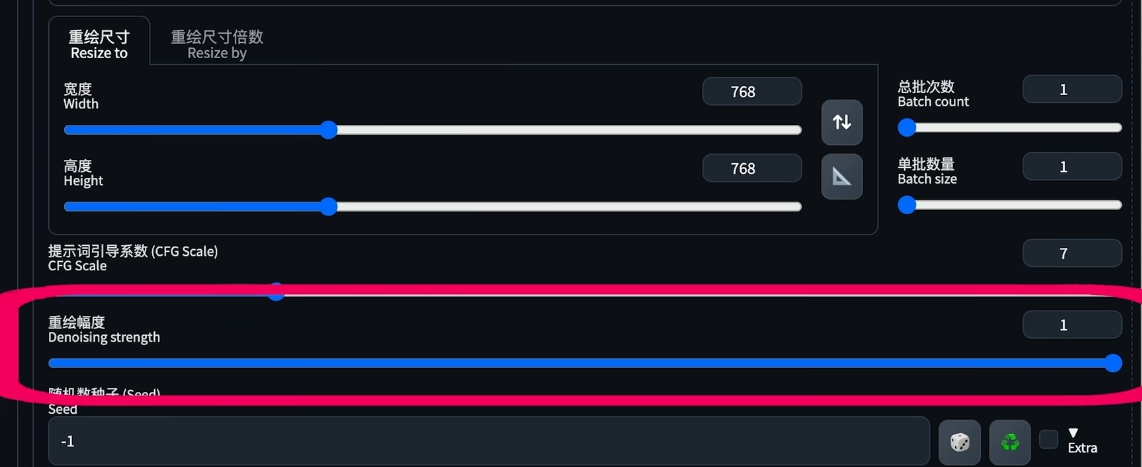 重绘尺寸 重绘尺寸倍数
Resize to Resize by
宽度 768
Width
总批次数 1
Batch count
高度 768
Height
单批数量 1
Batch size
提示词引导系数 (CFG Scale) 7
CFG Scale
重绘幅度 1
Denoising strength
随机数种子 (Seed)
Seed
-1
Extra